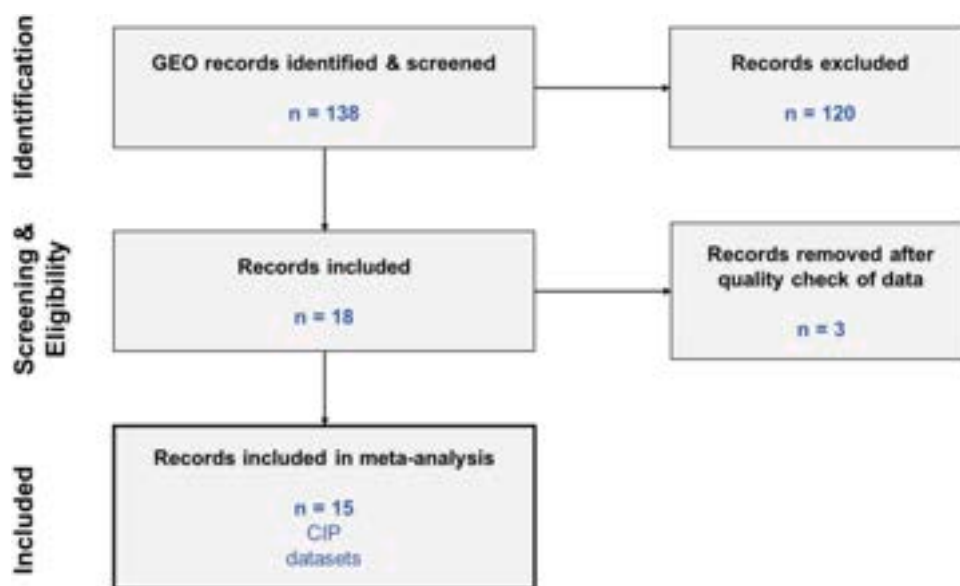 Identification
GEO records identified & screened
n = 138
Records excluded
n = 120
Screening &
Eligibility
Records included
n = 18
Records removed after
quality check of data
n = 3
Included
Records included in meta-analysis
n = 15
CIP
datasets